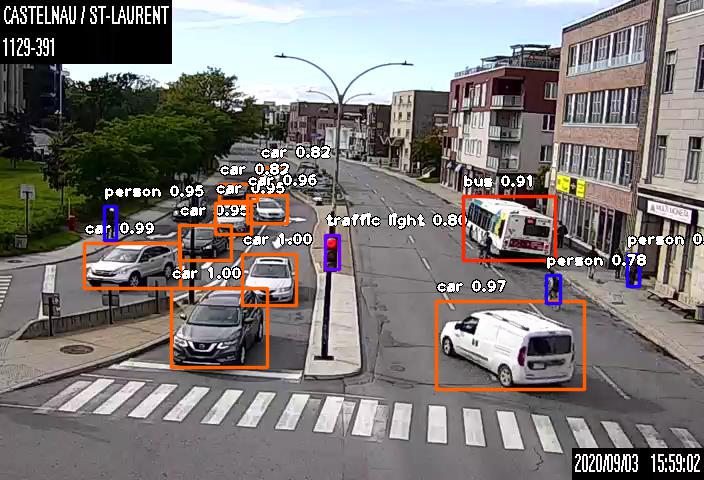 CASTELNAU / ST-LAURENT
1129-391
car 0.82
car 0.82
car 0.96
person 0.95
bus 0.91
car 0.95
car 0.99
car 1.00
traffic light 0.80
person 0.
car 1.00
person 0.78
car 0.97
2020/09/03 15:59:02